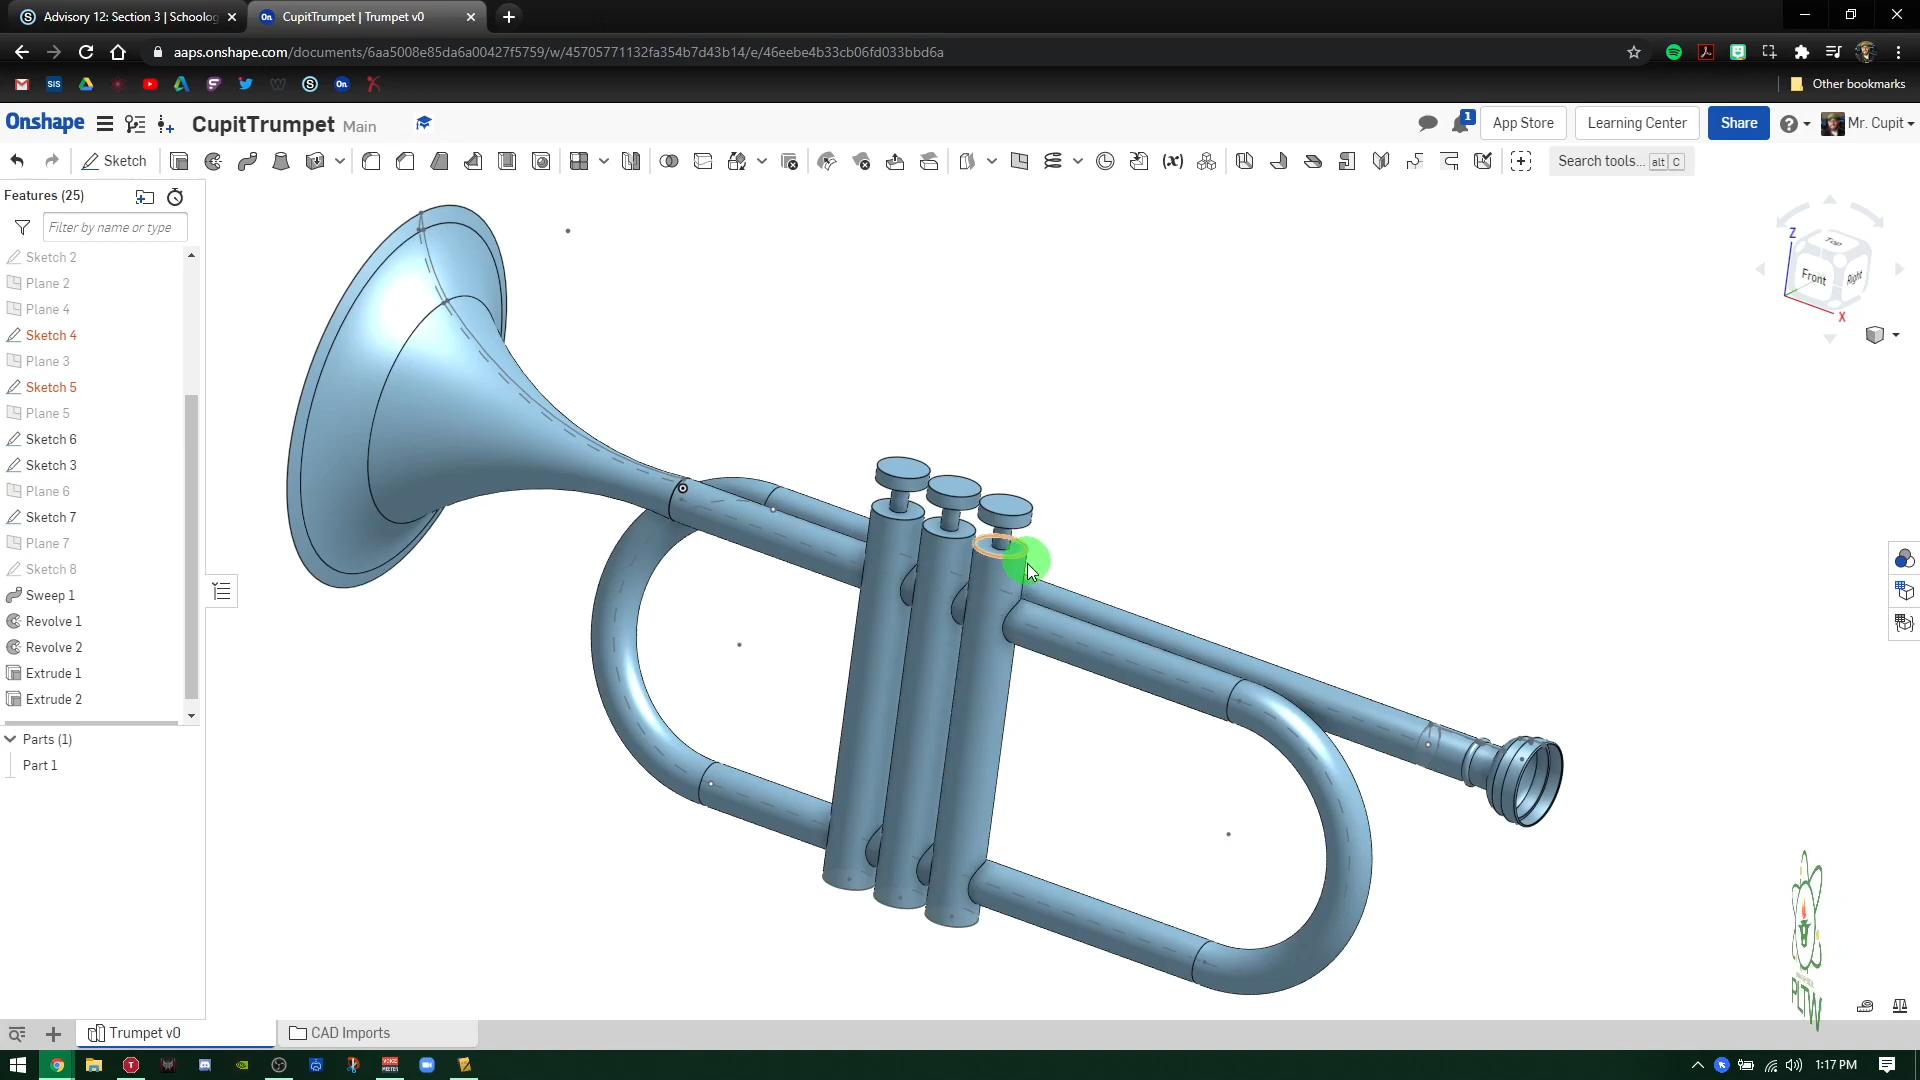 Advisory 12: Section 3 | Schoolog
CupitTrumpet | Trumpet v0
aaps.onshape.com/documents/6aa5008e85da6a00427f5759/w/45705771132fa354b7d43b14/e/46eebe4b33cb06fd033bbd6a
SIS
On
Other bookmarks
Onshape
CupitTrumpet Main
1
App Store
Learning Center
Share
Mr. Cupit
Sketch
Search tools... alt C
Features (25)
Filter by name or type
Sketch 2
Plane 2
Plane 4
Sketch 4
Plane 3
Sketch 5
Plane 5
Sketch 6
Sketch 3
Plane 6
Sketch 7
Plane 7
Sketch 8
Sweep 1
Revolve 1
Revolve 2
Extrude 1
Extrude 2
Parts (1)
Part 1
Z
Top
Front
Right
X
PLTW
Trumpet v0
CAD Imports
1:17 PM